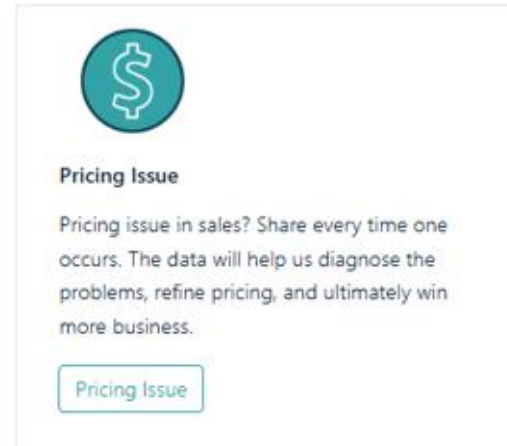 $
Pricing Issue
Pricing issue in sales? Share every time one
occurs. The data will help us diagnose the
problems, refine pricing, and ultimately win
more business.
Pricing Issue